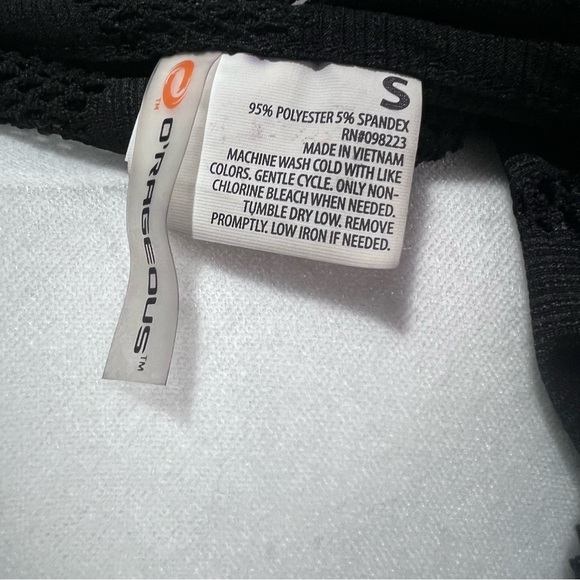 O'RAGEOUS™
TM
S
95% POLYESTER 5% SPANDEX
RN#098223
MADE IN VIETNAM
MACHINE WASH COLD WITH LIKE
COLORS. GENTLE CYCLE. ONLY NON-
CHLORINE BLEACH WHEN NEEDED.
TUMBLE DRY LOW. REMOVE
PROMPTLY. LOW IRON IF NEEDED.